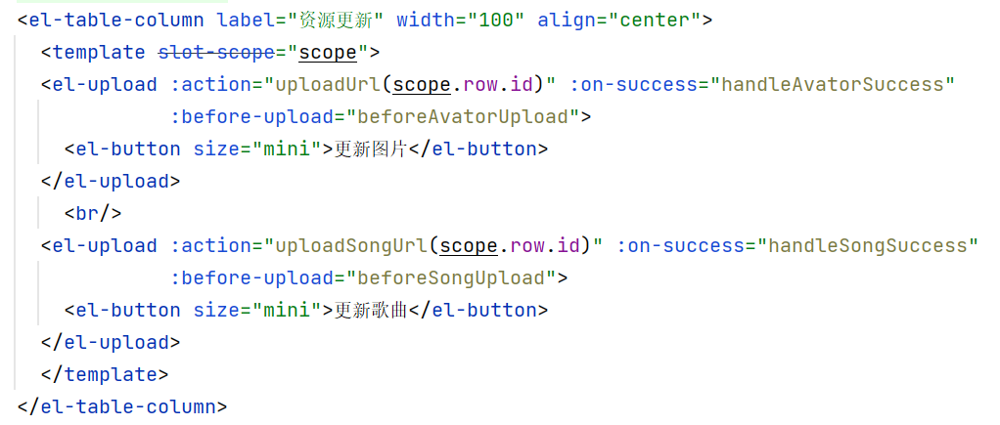 <el-table-column label="资源更新" width="100" align="center">
<template slot-scope="scope">
<el-upload :action="uploadUrl(scope.row.id)" :on-success="handleAvatorSuccess"
:before-upload="beforeAvatorUpload">
<el-button size="mini">更新图片</el-button>
</el-upload>
<br/>
<el-upload :action="uploadSongUrl(scope.row.id)" :on-success="handleSongSuccess"
:before-upload="beforeSongUpload">
<el-button size="mini">更新歌曲</el-button>
</el-upload>
</template>
</el-table-column>